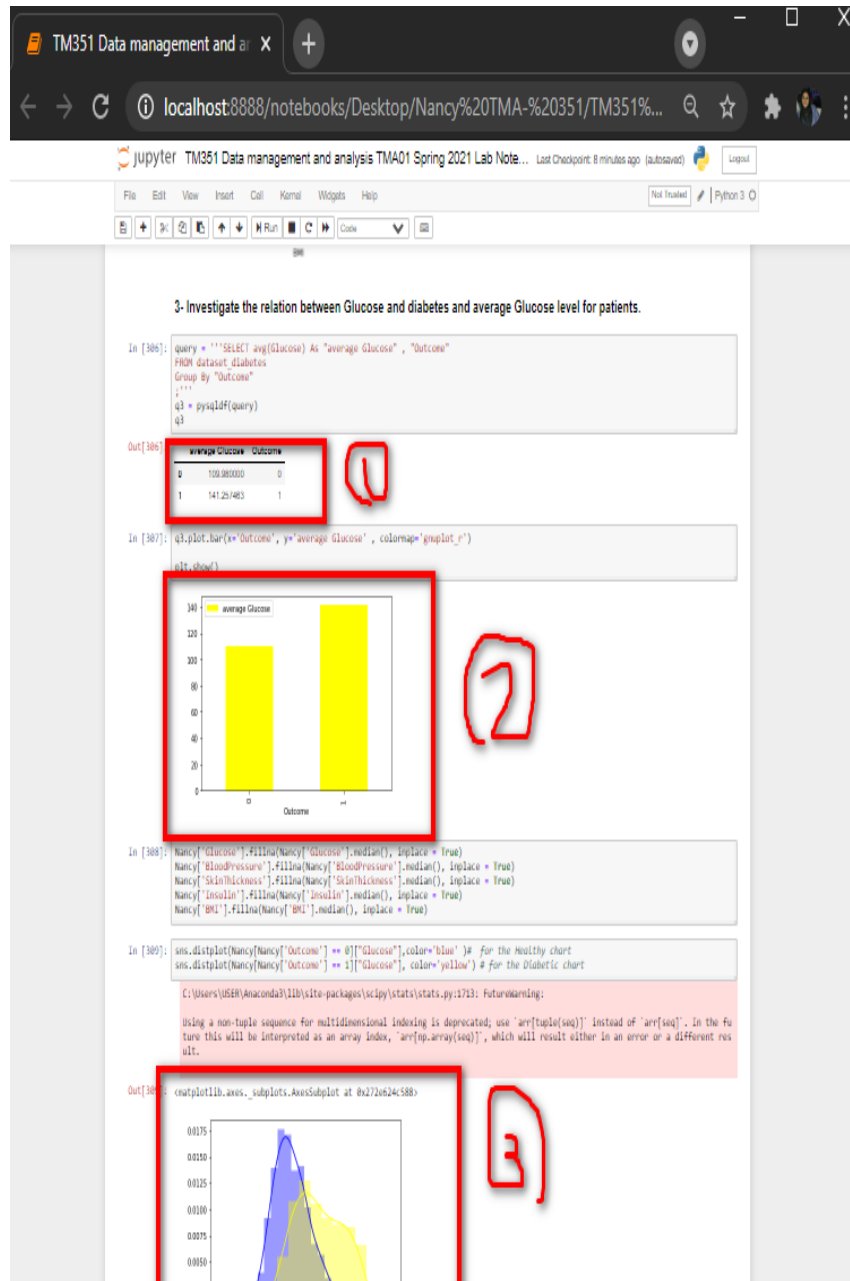 TM351 Data management and ar
localhost:8888/notebooks/Desktop/Nancy%20TMA-%20351/TM351%...
jupyter TM351 Data management and analysis TMA01 Spring 2021 Lab Note... Last Checkpoint: 8 minutes ago (autosaved) Logout
File Edit View Insert Cell Kernel Widgets Help Not Trusted Python 3
Run Code
3- Investigate the relation between Glucose and diabetes and average Glucose level for patients.
In [306]: query = '''SELECT avg(Glucose) As "average Glucose" , "Outcome"
FROM dataset_diabetes
Group By "Outcome"
;'''
q3 = pysqldf(query)
q3
Out[306]
average Glucose Outcome
0 109.980000 0
1 141.257483 1
1
In [307]: q3.plot.bar(x='Outcome', y='average Glucose' , colormap='gnuplot_r')
plt.show()
average Glucose
140
120
100
80
60
40
20
0
0 1
Outcome
2
In [308]: Nancy['Glucose'].fillna(Nancy['Glucose'].median(), inplace = True)
Nancy['BloodPressure'].fillna(Nancy['BloodPressure'].median(), inplace = True)
Nancy['SkinThickness'].fillna(Nancy['SkinThickness'].median(), inplace = True)
Nancy['Insulin'].fillna(Nancy['Insulin'].median(), inplace = True)
Nancy['BMI'].fillna(Nancy['BMI'].median(), inplace = True)
In [309]: sns.distplot(Nancy[Nancy['Outcome'] == 0]["Glucose"],color='blue' )# for the Healthy chart
sns.distplot(Nancy[Nancy['Outcome'] == 1]["Glucose"], color='yellow') # for the Diabetic chart
C:\Users\USER\Anaconda3\lib\site-packages\scipy\stats\stats.py:1713: FutureWarning:
Using a non-tuple sequence for multidimensional indexing is deprecated; use `arr[tuple(seq)]` instead of `arr[seq]`. In the fu
ture this will be interpreted as an array index, `arr[np.array(seq)]`, which will result either in an error or a different res
ult.
Out[309]: <matplotlib.axes._subplots.AxesSubplot at 0x272e624c588>
0.0175
0.0150
0.0125
0.0100
0.0075
0.0050
3